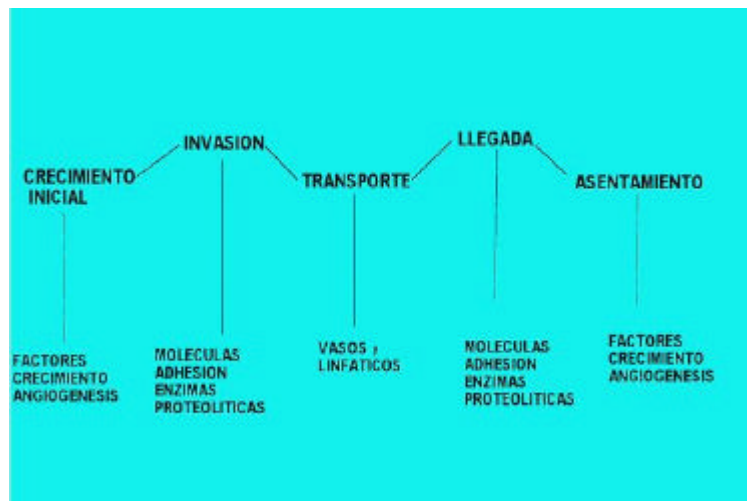 CRECIMIENTO
INICIAL
INVASION
TRANSPORTE
LLEGADA
ASENTAMIENTO
FACTORES
CRECIMIENTO
ANGIOGENESIS
MOLECULAS
ADHESION
ENZIMAS
PROTEOLITICAS
VASOS y
LINFATICOS
MOLECULAS
ADHESION
ENZIMAS
PROTEOLITICAS
FACTORES
CRECIMIENTO
ANGIOGENESIS